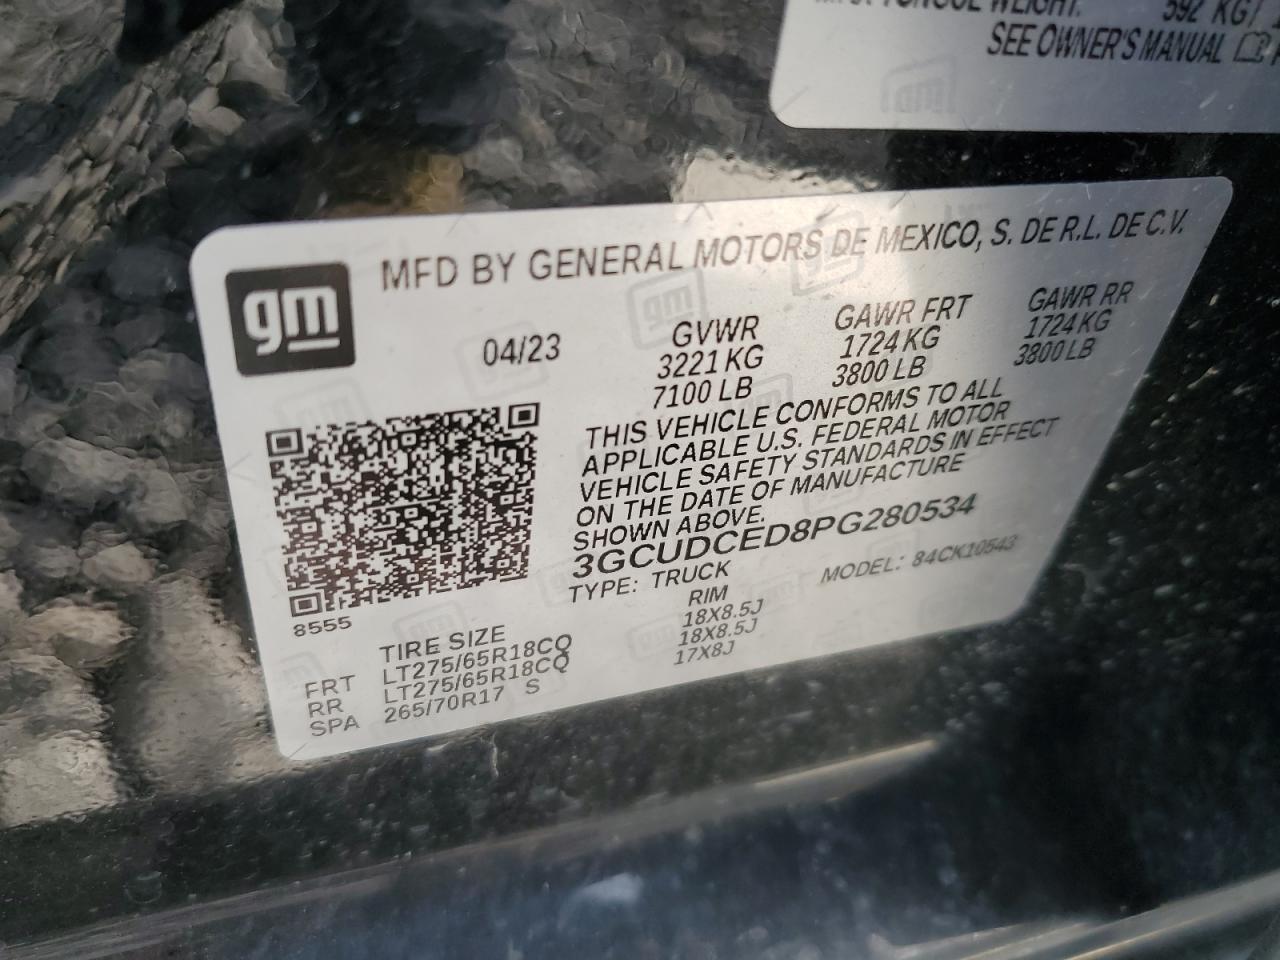 WEIGHT: 592 KG
SEE OWNER'S MANUAL
gm
MFD BY GENERAL MOTORS DE MEXICO, S. DE R.L. DE C.V.
04/23 GVWR GAWR FRT GAWR RR
3221 KG 1724 KG 1724 KG
7100 LB 3800 LB 3800 LB
THIS VEHICLE CONFORMS TO ALL
APPLICABLE U.S. FEDERAL MOTOR
VEHICLE SAFETY STANDARDS IN EFFECT
ON THE DATE OF MANUFACTURE
SHOWN ABOVE.
3GCUDCED8PG280534
TYPE: TRUCK MODEL: 84CK10543
8555
TIRE SIZE RIM
FRT LT275/65R18CQ 18X8.5J
RR LT275/65R18CQ 18X8.5J
SPA 265/70R17 S 17X8J